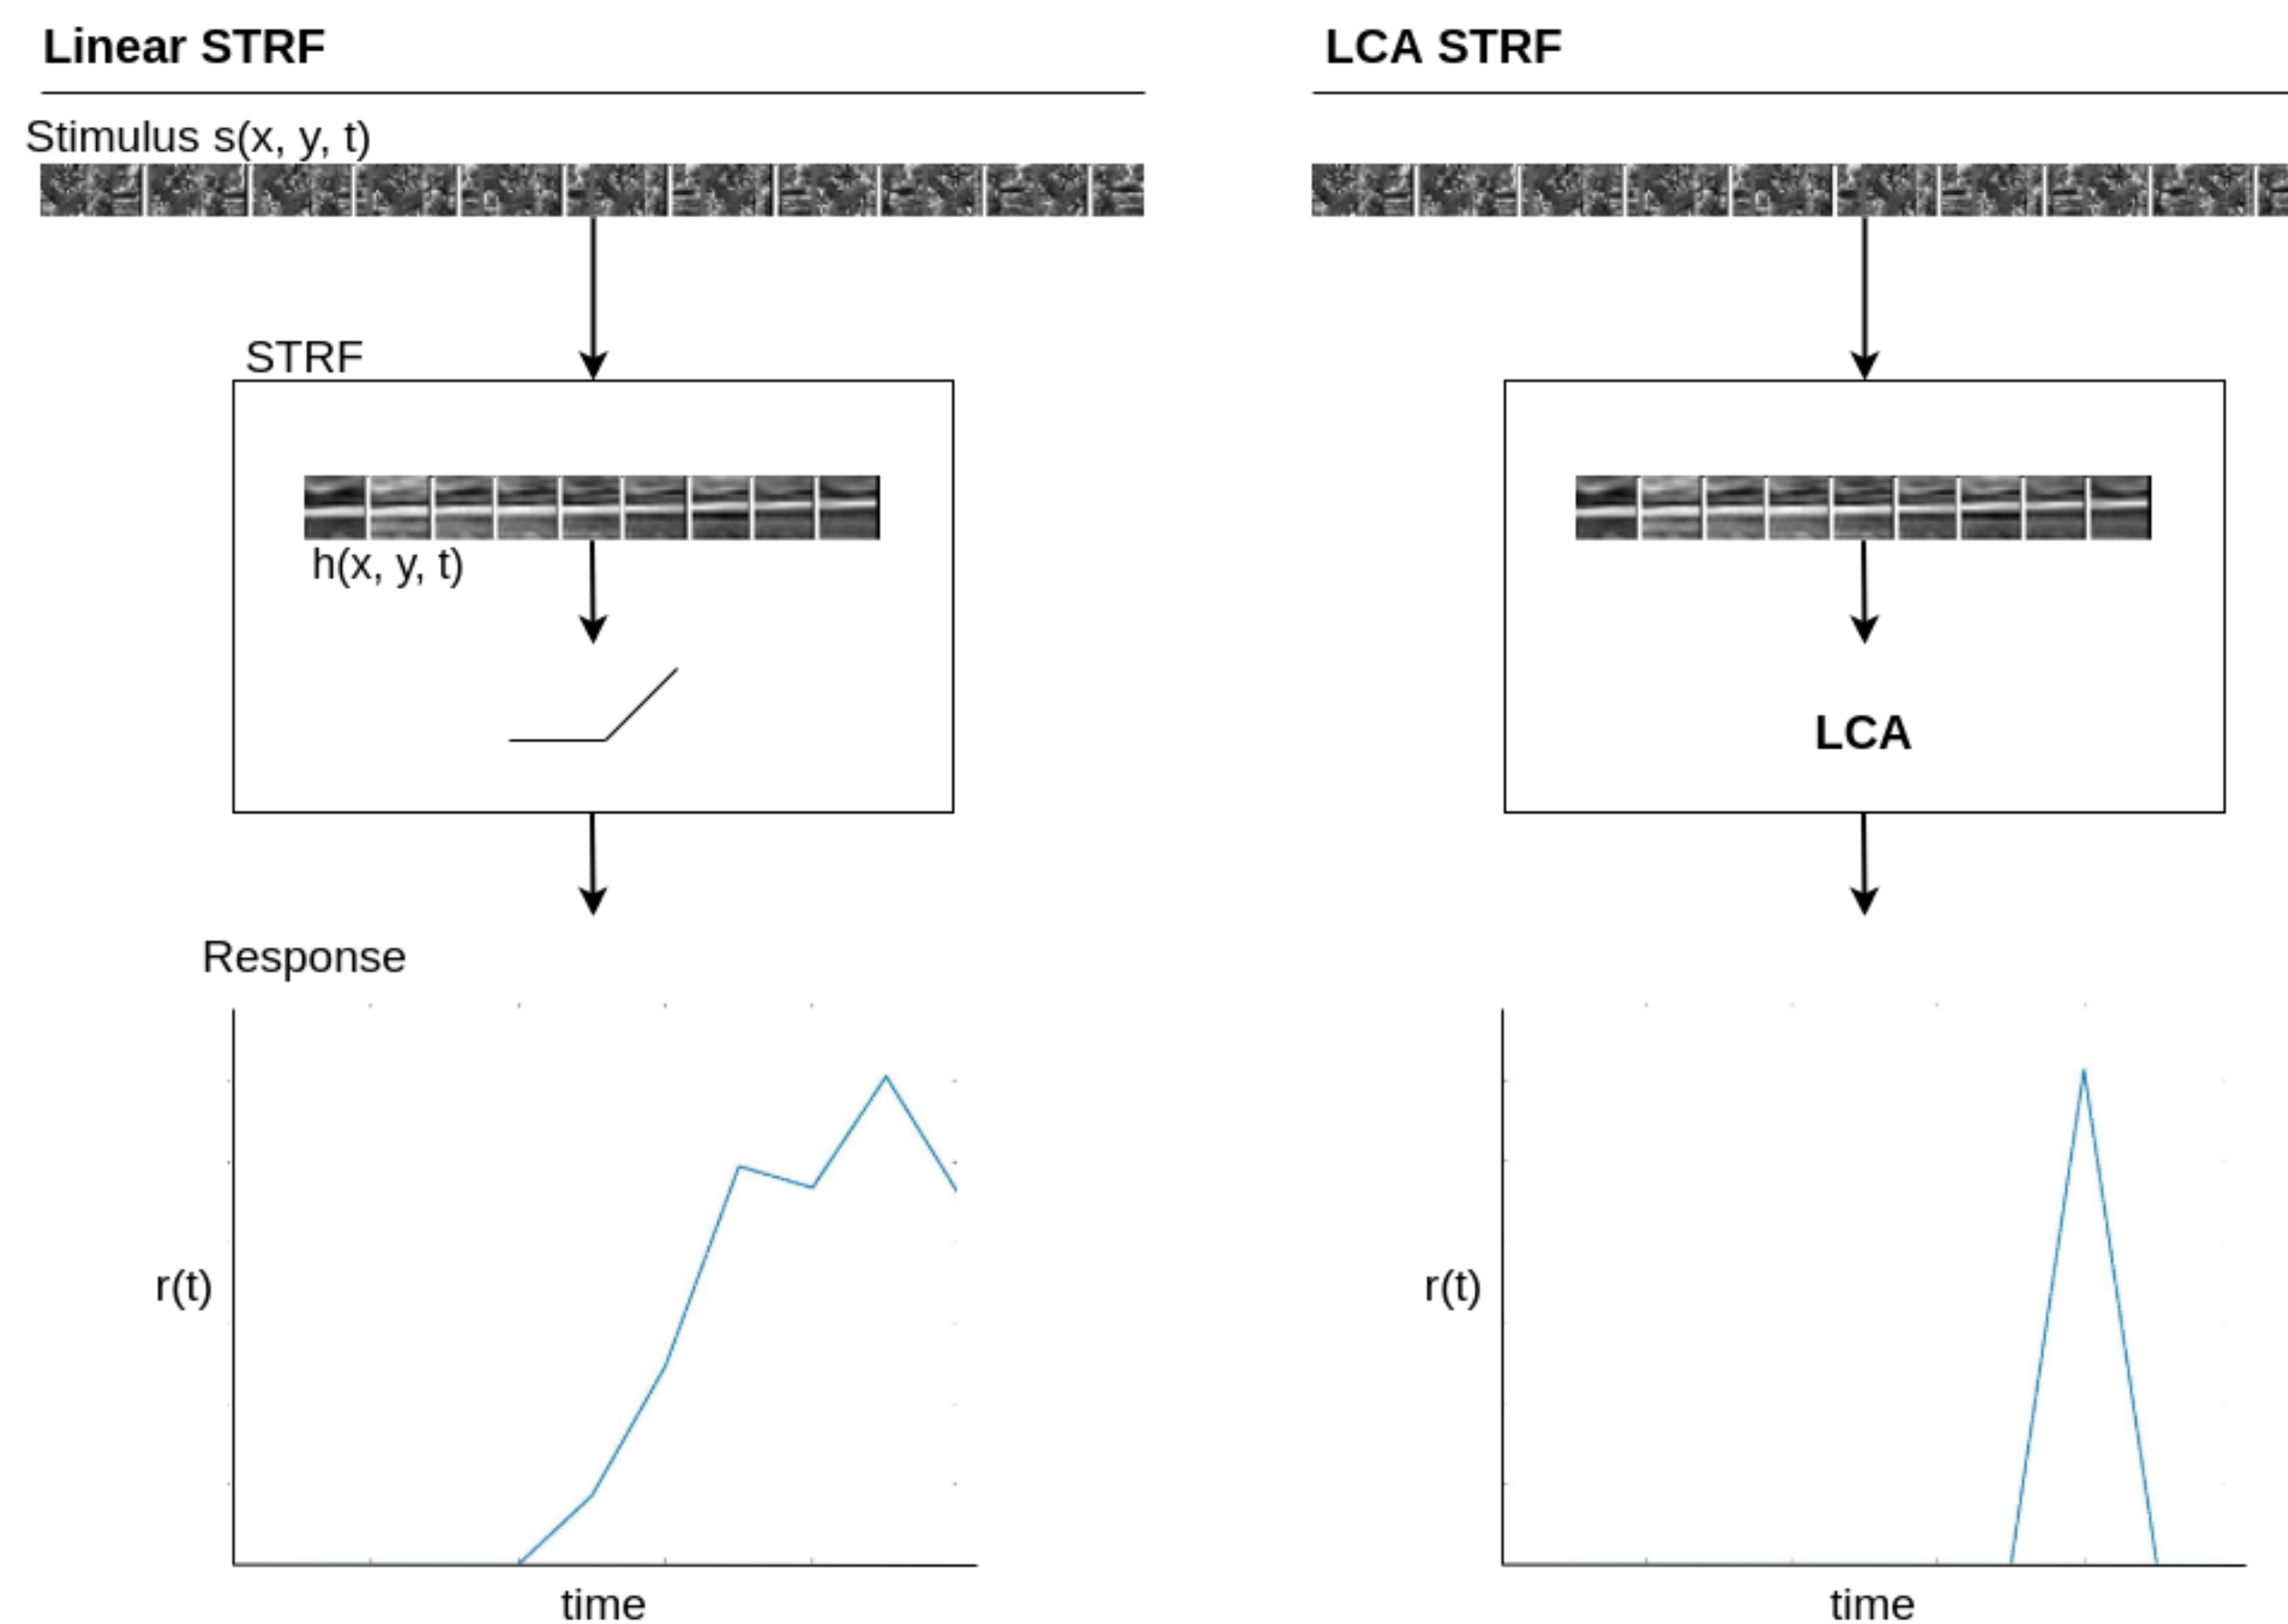 Linear STRF
Stimulus s(x, y, t)
STRF
h(x, y, t)
Response
r(t)
time
LCA STRF
LCA
r(t)
time